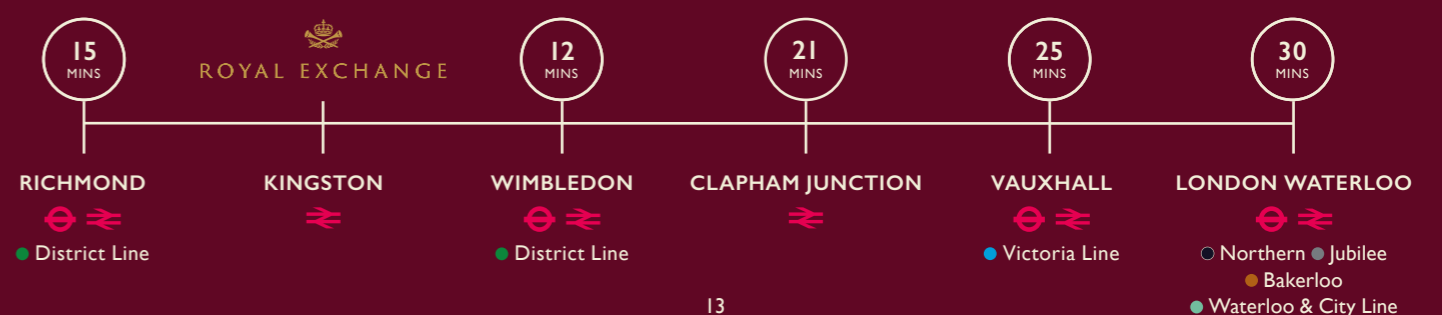 15
MINS
ROYAL EXCHANGE
12
MINS
21
MINS
25
MINS
30
MINS
RICHMOND
KINGSTON
WIMBLEDON
CLAPHAM JUNCTION
VAUXHALL
LONDON WATERLOO
District Line
District Line
Victoria Line
Northern Jubilee
Bakerloo
Waterloo & City Line
13